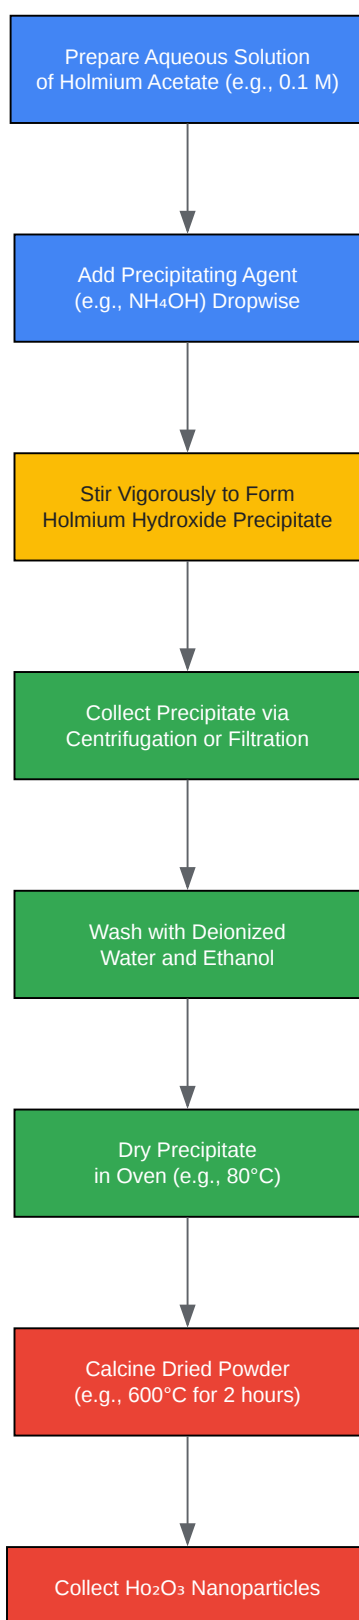 Prepare Aqueous Solution
of Holmium Acetate (e.g., 0.1 M)
Add Precipitating Agent
(e.g., NH₄OH) Dropwise
Stir Vigorously to Form
Holmium Hydroxide Precipitate
Collect Precipitate via
Centrifugation or Filtration
Wash with Deionized
Water and Ethanol
Dry Precipitate
in Oven (e.g., 80°C)
Calcine Dried Powder
(e.g., 600°C for 2 hours)
Collect Ho₂O₃ Nanoparticles